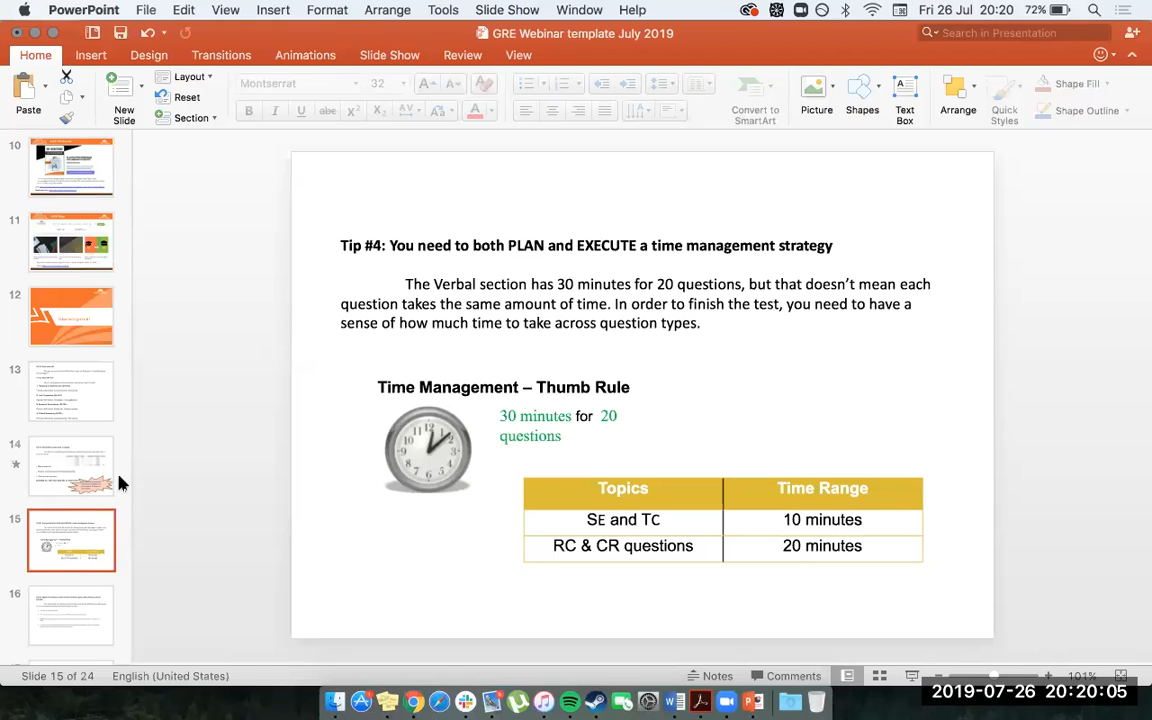 PowerPoint File Edit View Insert Format Arrange Tools Slide Show Window Help Fri 26 Jul 20:20 72%
GRE Webinar template July 2019 Search in Presentation
Home Insert Design Transitions Animations Slide Show Review View
Paste New Slide Layout Reset Section Montserrat 32 Convert to SmartArt Picture Shapes Text Box Arrange Quick Styles Shape Fill Shape Outline
10
11
12
13
14
15
16
Tip #4: You need to both PLAN and EXECUTE a time management strategy
The Verbal section has 30 minutes for 20 questions, but that doesn't mean each
question takes the same amount of time. In order to finish the test, you need to have a
sense of how much time to take across question types.
Time Management – Thumb Rule
30 minutes for 20
questions
Topics Time Range
SE and TC 10 minutes
RC & CR questions 20 minutes
Slide 15 of 24 English (United States) Notes Comments 101%
2019-07-26 20:20:05